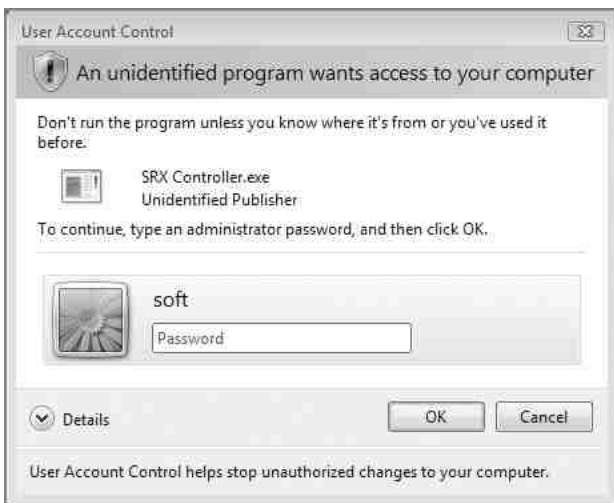 User Account Control
An unidentified program wants access to your computer
Don't run the program unless you know where it's from or you've used it
before.
SRX Controller.exe
Unidentified Publisher
To continue, type an administrator password, and then click OK.
soft
Password
Details
OK
Cancel
User Account Control helps stop unauthorized changes to your computer.